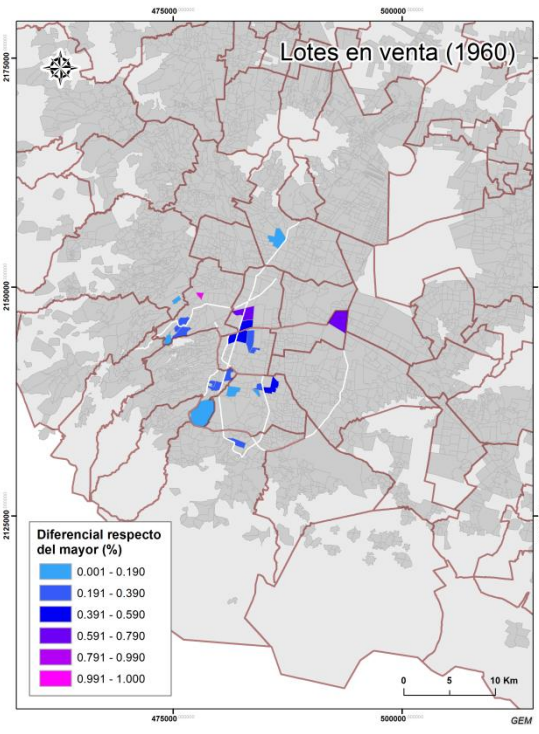 475000
500000
Lotes en venta (1960)
2175000
2150000
2125000
Diferencial respecto
del mayor (%)
0.001 - 0.190
0.191 - 0.390
0.391 - 0.590
0.591 - 0.790
0.791 - 0.990
0.991 - 1.000
0 5 10 Km
475000
500000
GEM